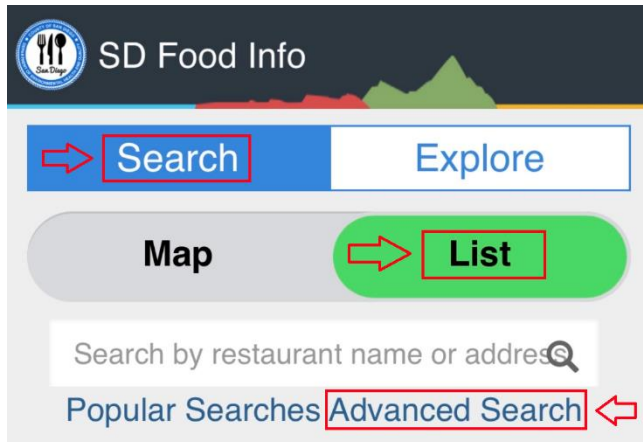 SD Food Info
Search Explore
Map List
Search by restaurant name or address
Popular Searches Advanced Search